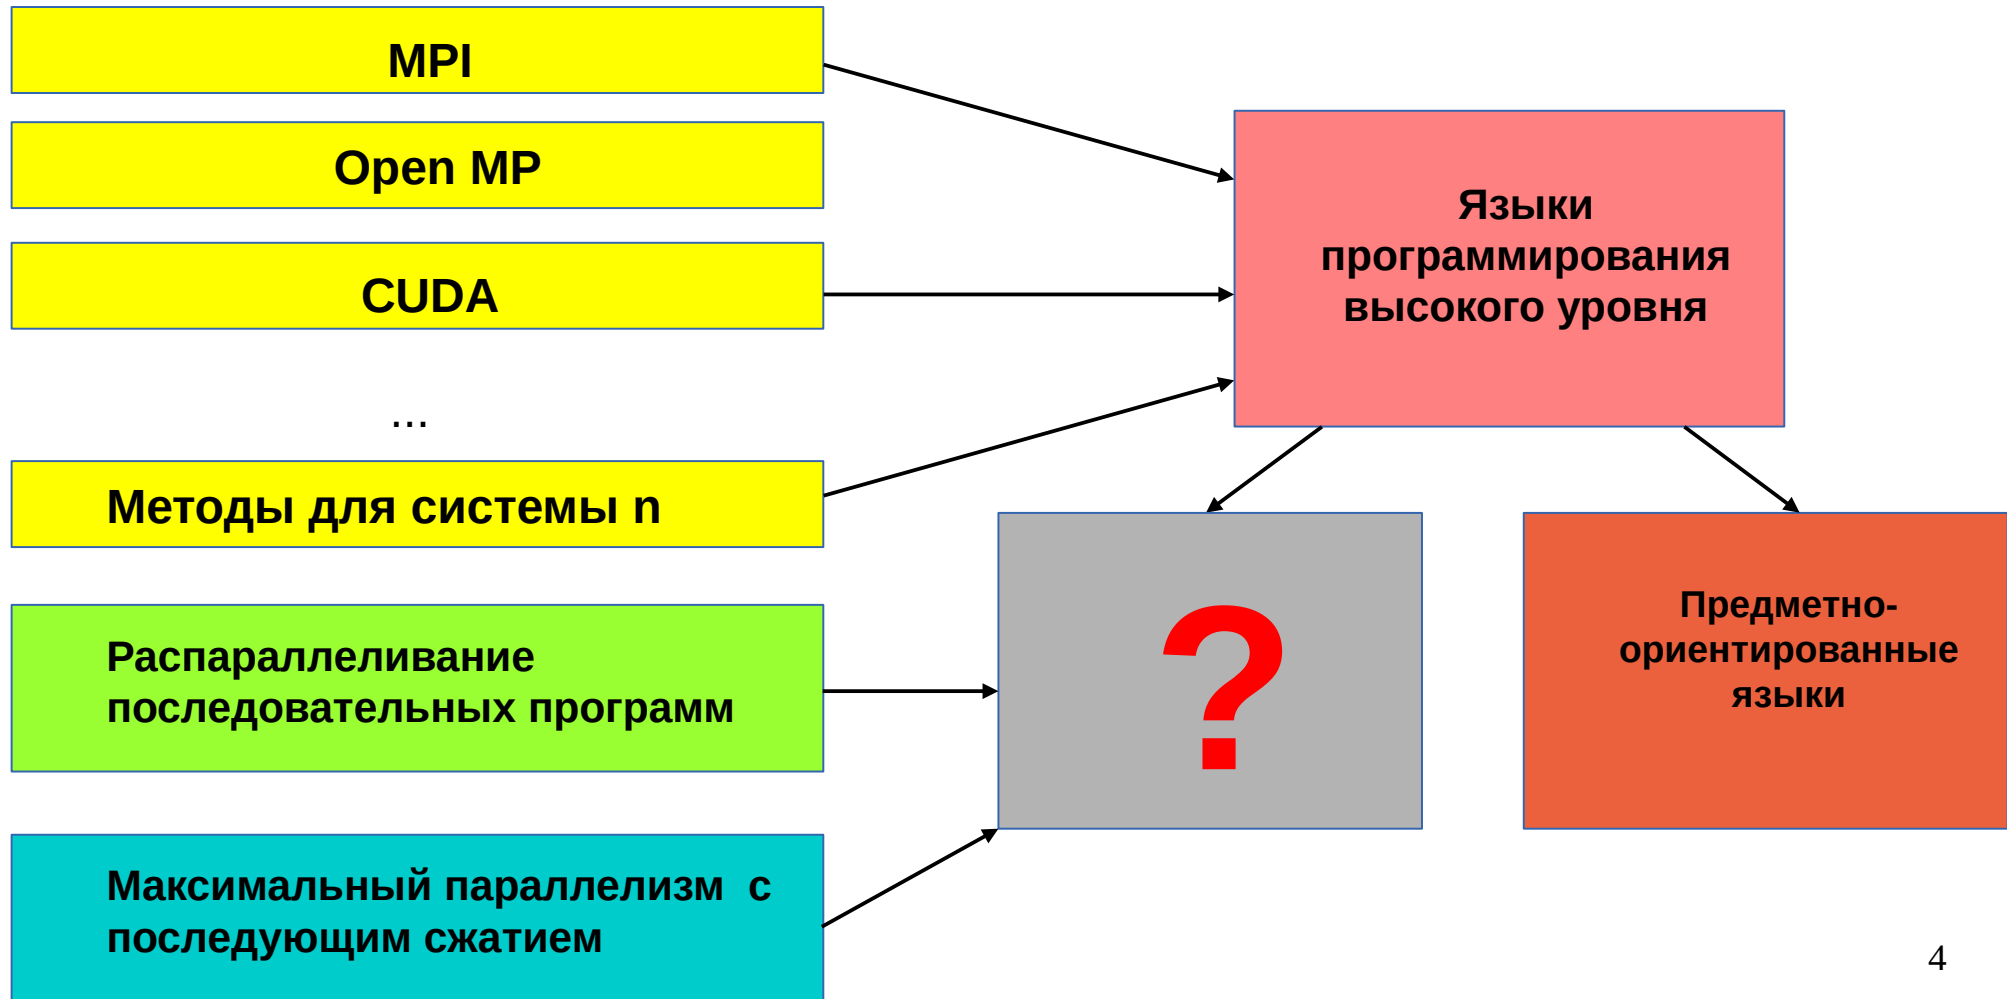 MPI
Open MP
CUDA
...
Методы для системы n
Распараллеливание
последовательных программ
Максимальный параллелизм  с
последующим сжатием
Языки
программирования
высокого уровня
?
Предметно-
ориентированные
языки
4